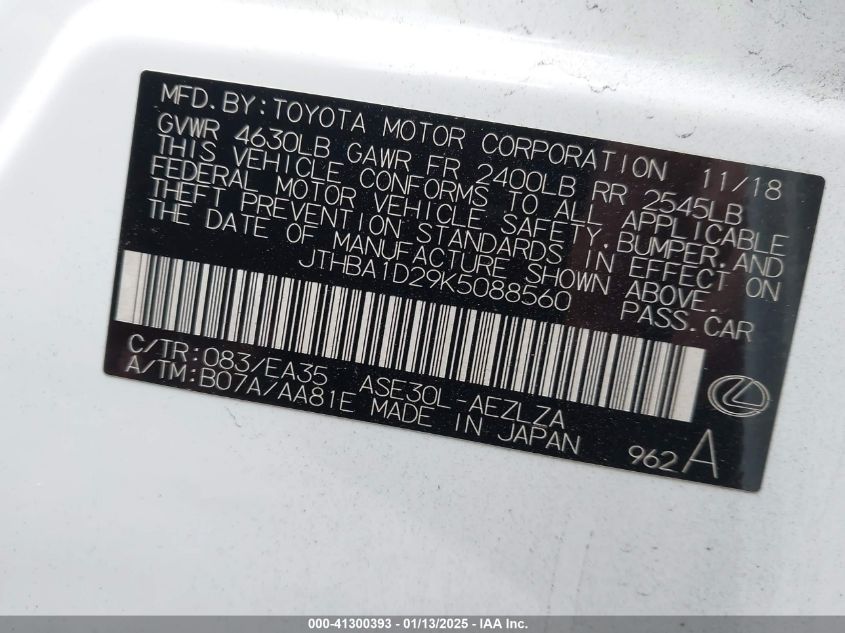 MFD. BY: TOYOTA MOTOR CORPORATION 11/18
GVWR 4630LB GAWR FR 2400LB RR 2545LB
THIS VEHICLE CONFORMS TO ALL APPLICABLE
FEDERAL MOTOR VEHICLE SAFETY, BUMPER, AND
THEFT PREVENTION STANDARDS IN EFFECT ON
THE DATE OF MANUFACTURE SHOWN ABOVE.
JTHBA1D29K5088560 PASS. CAR
C/TR: 083/EA35 ASE30L-AEZLZA
A/TM: B07A/AA81E MADE IN JAPAN
962 A
000-41300393 — 01/13/2025 — IAA Inc.